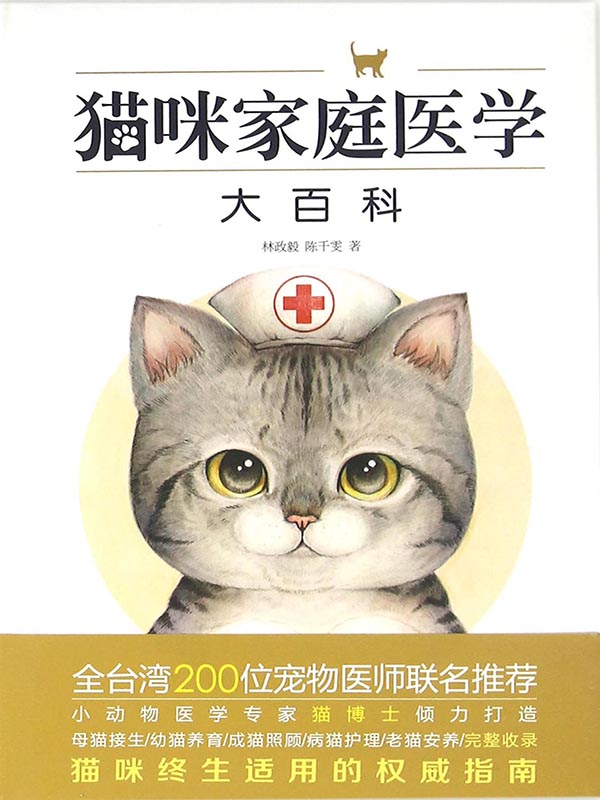 猫咪家庭医学
大百科
林政毅 陈千雯 著
全台湾200位宠物医师联名推荐
小动物医学专家猫博士倾力打造
母猫接生/幼猫养育/成猫照顾/病猫护理/老猫安养/完整收录
猫咪终生适用的权威指南